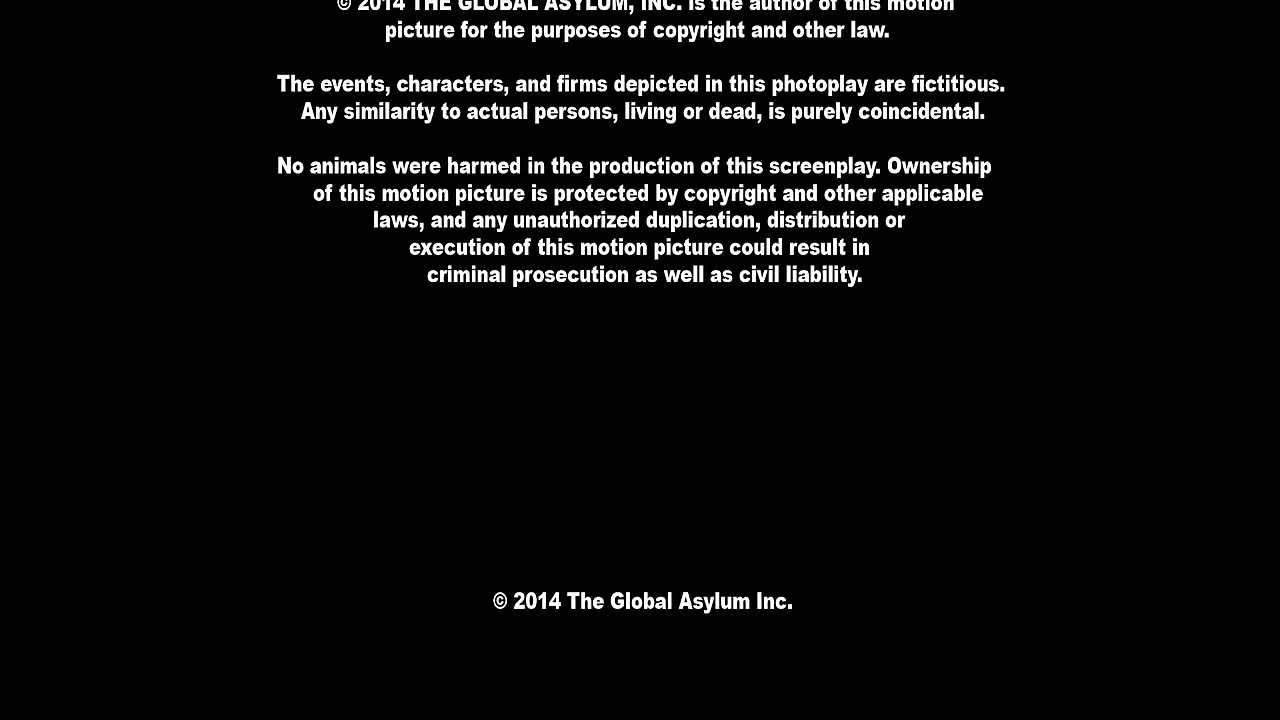 © 2014 THE GLOBAL ASYLUM, INC. is the author of this motion
picture for the purposes of copyright and other law.
The events, characters, and firms depicted in this photoplay are fictitious.
Any similarity to actual persons, living or dead, is purely coincidental.
No animals were harmed in the production of this screenplay. Ownership
of this motion picture is protected by copyright and other applicable
laws, and any unauthorized duplication, distribution or
execution of this motion picture could result in
criminal prosecution as well as civil liability.
© 2014 The Global Asylum Inc.